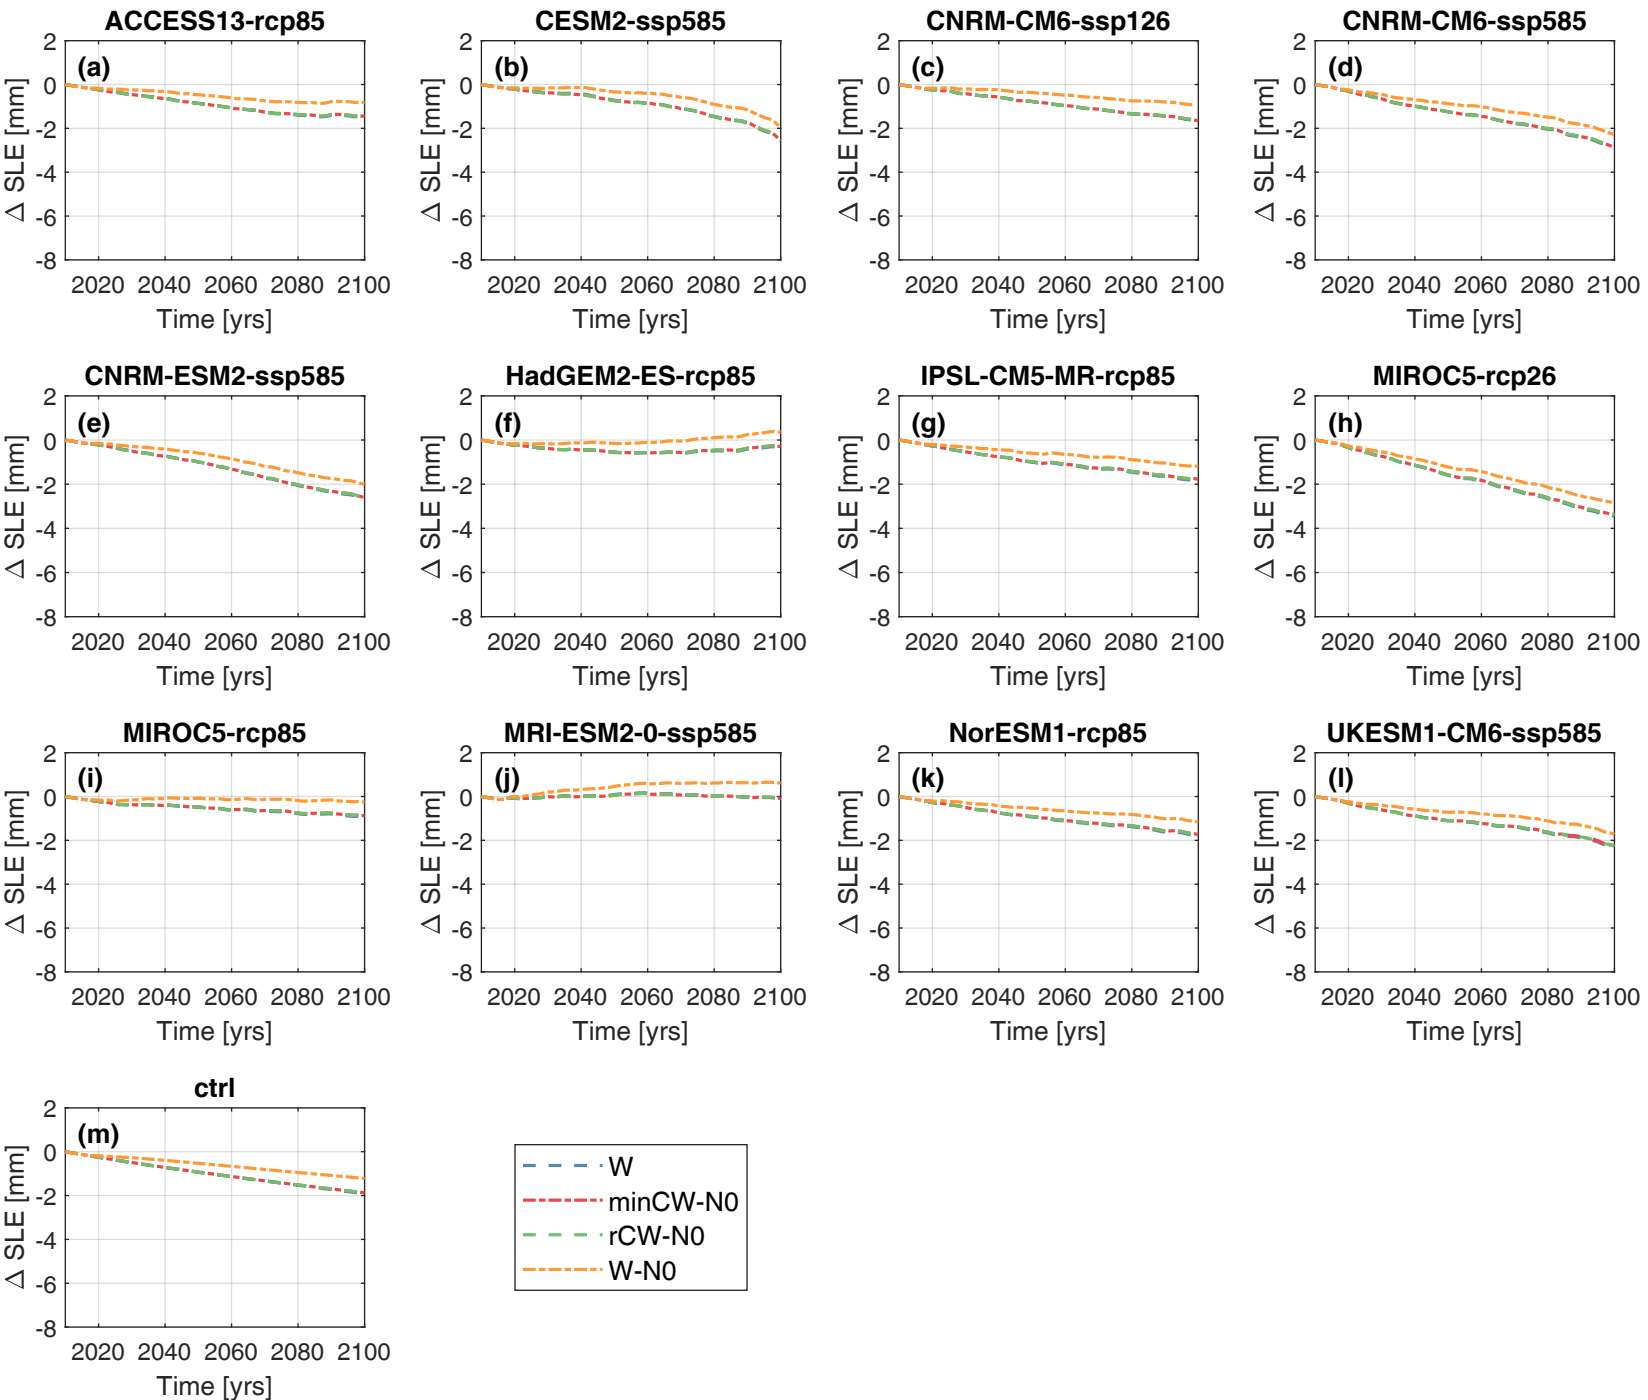 ACCESS13-rcp85
CESM2-ssp585
CNRM-CM6-ssp126
CNRM-CM6-ssp585
(a)
2
0
-2
-4
-6
-8
Δ SLE [mm]
2020 2040 2060 2080 2100
Time [yrs]
(b)
2
0
-2
-4
-6
-8
Δ SLE [mm]
2020 2040 2060 2080 2100
Time [yrs]
(c)
2
0
-2
-4
-6
-8
Δ SLE [mm]
2020 2040 2060 2080 2100
Time [yrs]
(d)
2
0
-2
-4
-6
-8
Δ SLE [mm]
2020 2040 2060 2080 2100
Time [yrs]
CNRM-ESM2-ssp585
HadGEM2-ES-rcp85
IPSL-CM5-MR-rcp85
MIROC5-rcp26
(e)
2
0
-2
-4
-6
-8
Δ SLE [mm]
2020 2040 2060 2080 2100
Time [yrs]
(f)
2
0
-2
-4
-6
-8
Δ SLE [mm]
2020 2040 2060 2080 2100
Time [yrs]
(g)
2
0
-2
-4
-6
-8
Δ SLE [mm]
2020 2040 2060 2080 2100
Time [yrs]
(h)
2
0
-2
-4
-6
-8
Δ SLE [mm]
2020 2040 2060 2080 2100
Time [yrs]
MIROC5-rcp85
MRI-ESM2-0-ssp585
NorESM1-rcp85
UKESM1-CM6-ssp585
(i)
2
0
-2
-4
-6
-8
Δ SLE [mm]
2020 2040 2060 2080 2100
Time [yrs]
(j)
2
0
-2
-4
-6
-8
Δ SLE [mm]
2020 2040 2060 2080 2100
Time [yrs]
(k)
2
0
-2
-4
-6
-8
Δ SLE [mm]
2020 2040 2060 2080 2100
Time [yrs]
(l)
2
0
-2
-4
-6
-8
Δ SLE [mm]
2020 2040 2060 2080 2100
Time [yrs]
ctrl
(m)
2
0
-2
-4
-6
-8
Δ SLE [mm]
2020 2040 2060 2080 2100
Time [yrs]
W
minCW-N0
rCW-N0
W-N0